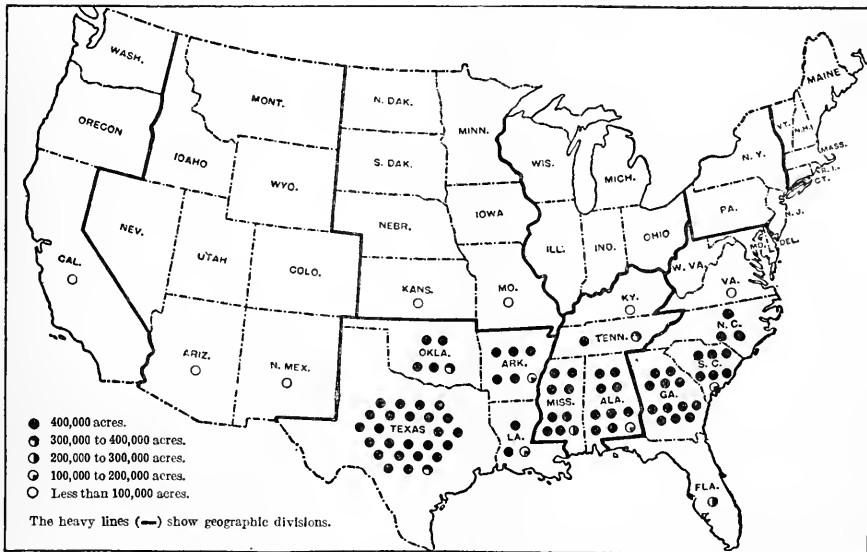 WASH.
MONT.
N. DAK.
MINN.
MAINE
OREGON
IDAHO
WYO.
S. DAK.
WIS.
MICH.
N. Y.
VT.
N.H.
MASS.
R. I.
CT.
NEV.
UTAH
COLO.
NEBR.
IOWA
ILL.
IND.
OHIO
PA.
N. J.
MD.
DEL.
W. VA.
CAL.
KANS.
MO.
KY.
VA.
ARIZ.
N. MEX.
OKLA.
ARK.
TENN.
N. C.
S. C.
TEXAS
LA.
MISS.
ALA.
GA.
FLA.
400,000 acres.
300,000 to 400,000 acres.
200,000 to 300,000 acres.
100,000 to 200,000 acres.
Less than 100,000 acres.
The heavy lines (━) show geographic divisions.